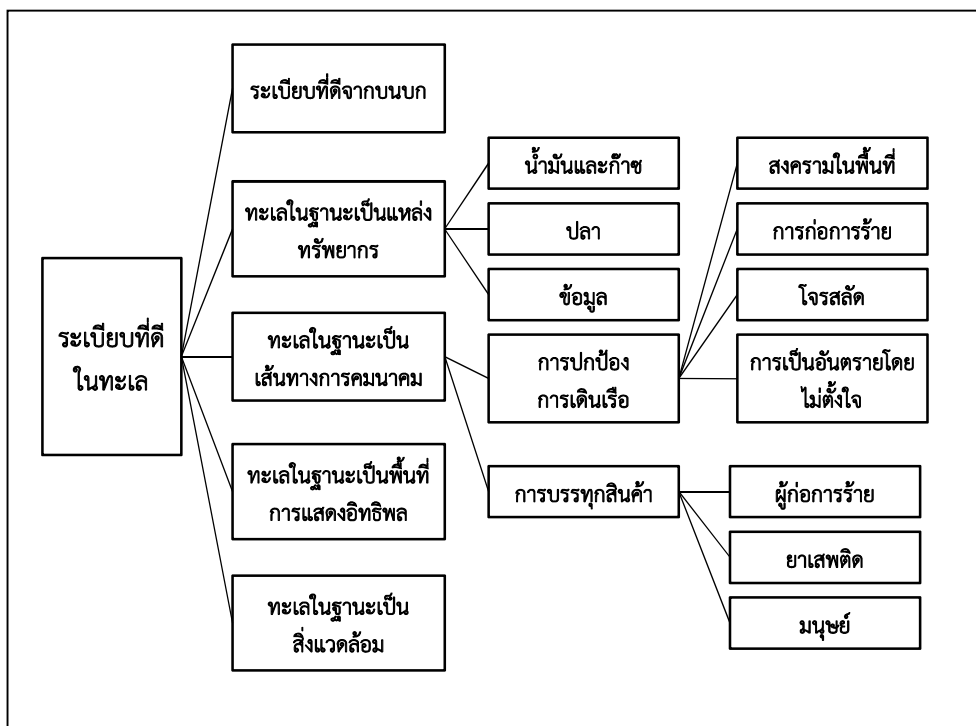 ระเบียบที่ดี
ในทะเล
ระเบียบที่ดีจากบนบก
ทะเลในฐานะเป็นแหล่ง
ทรัพยากร
ทะเลในฐานะเป็น
เส้นทางการคมนาคม
ทะเลในฐานะเป็นพื้นที่
การแสดงอิทธิพล
ทะเลในฐานะเป็น
สิ่งแวดล้อม
น้ำมันและก๊าซ
ปลา
ข้อมูล
การปกป้อง
การเดินเรือ
การบรรทุกสินค้า
สงครามในพื้นที่
การก่อการร้าย
โจรสลัด
การเป็นอันตรายโดย
ไม่ตั้งใจ
ผู้ก่อการร้าย
ยาเสพติด
มนุษย์